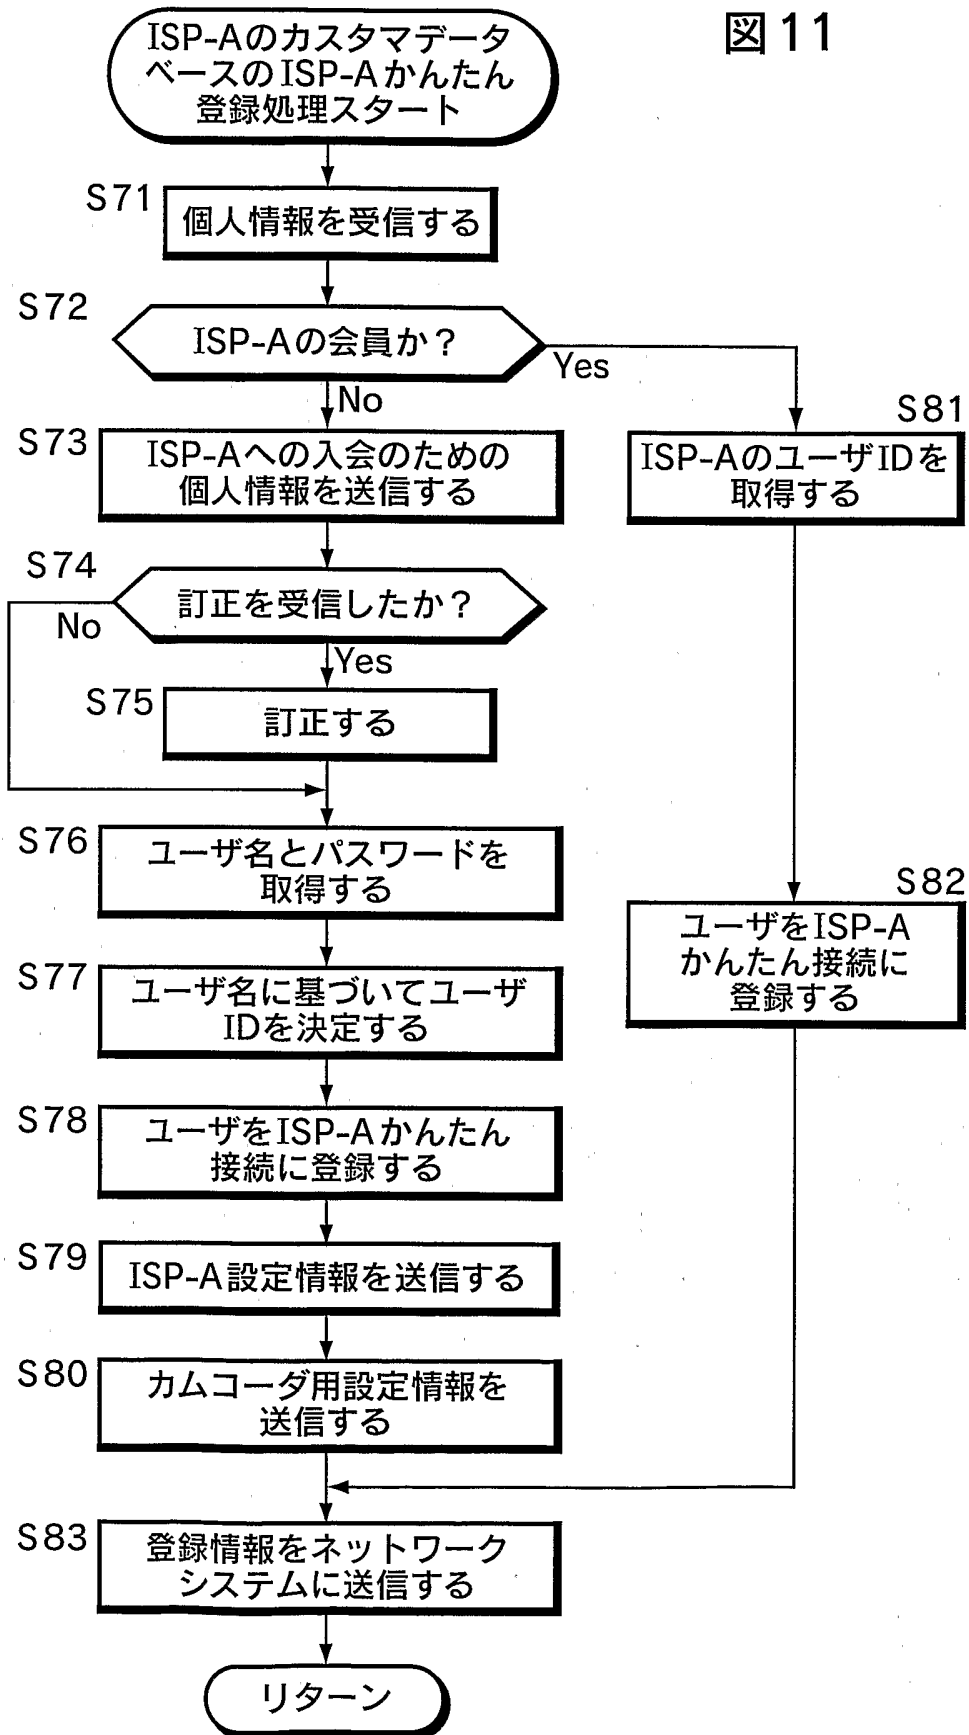 図11
ISP-Aのカスタマデータ
ベースのISP-Aかんたん
登録処理スタート
S71
個人情報を受信する
S72
ISP-Aの会員か?
Yes
No
S73
ISP-Aへの入会のための
個人情報を送信する
S74
訂正を受信したか?
No
Yes
S75
訂正する
S76
ユーザ名とパスワードを
取得する
S77
ユーザ名に基づいてユーザ
IDを決定する
S78
ユーザをISP-Aかんたん
接続に登録する
S79
ISP-A設定情報を送信する
S80
カムコーダ用設定情報を
送信する
S81
ISP-AのユーザIDを
取得する
S82
ユーザをISP-A
かんたん接続に
登録する
S83
登録情報をネットワーク
システムに送信する
リターン